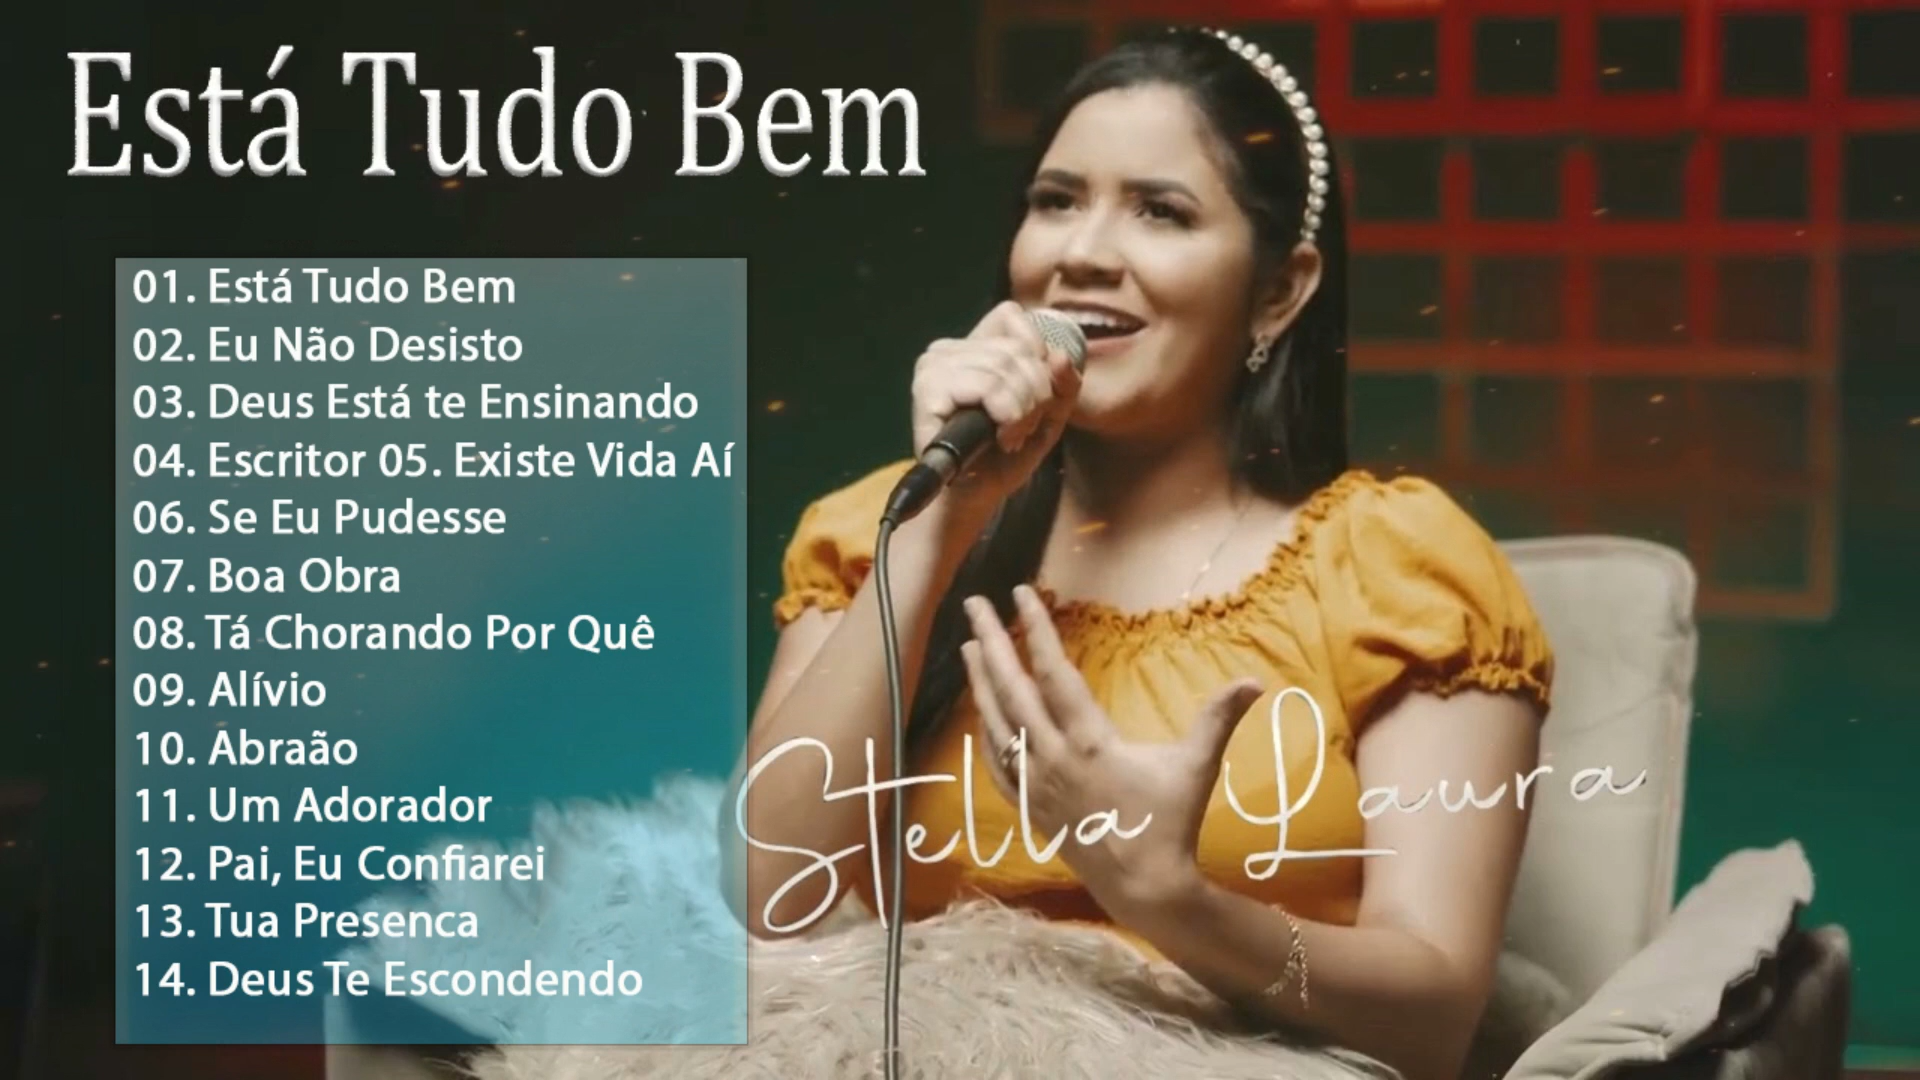 Está Tudo Bem
01. Está Tudo Bem
02. Eu Não Desisto
03. Deus Está te Ensinando
04. Escritor 05. Existe Vida Aí
06. Se Eu Pudesse
07. Boa Obra
08. Tá Chorando Por Quê
09. Alívio
10. Abraão
11. Um Adorador
12. Pai, Eu Confiarei
13. Tua Presenca
14. Deus Te Escondendo
Stella Laura